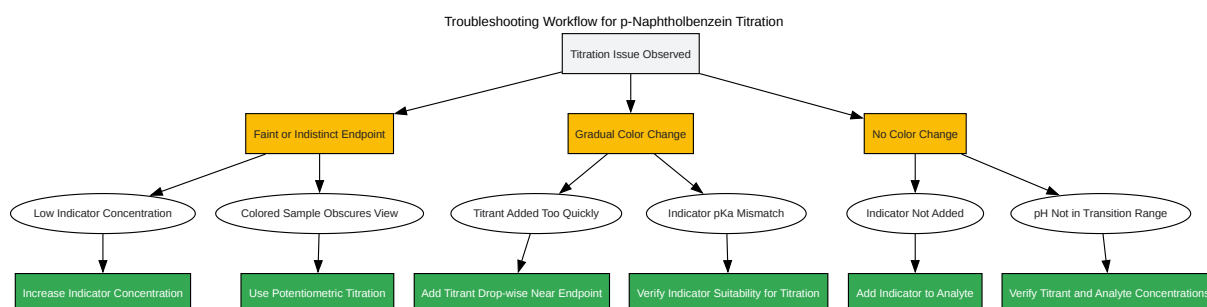 Troubleshooting Workflow for p-Naphtholbenzein Titration
Titration Issue Observed
Faint or Indistinct Endpoint
Gradual Color Change
No Color Change
Low Indicator Concentration
Colored Sample Obscures View
Titrant Added Too Quickly
Indicator pKa Mismatch
Indicator Not Added
pH Not in Transition Range
Increase Indicator Concentration
Use Potentiometric Titration
Add Titrant Drop-wise Near Endpoint
Verify Indicator Suitability for Titration
Add Indicator to Analyte
Verify Titrant and Analyte Concentrations